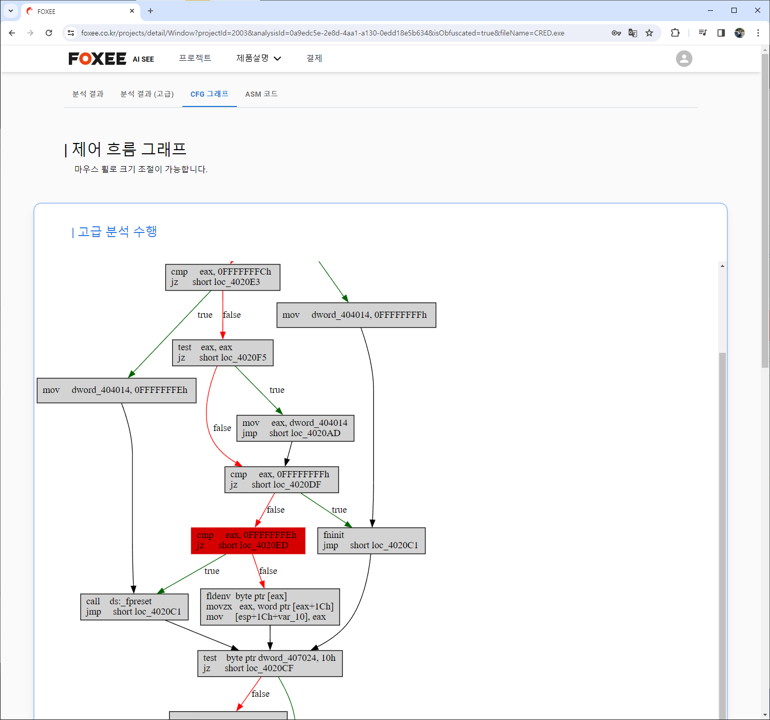 FOXEE
foxee.co.kr/projects/detail/Window?projectId=2003&analysisId=0a9edc5e-2e8d-4aa1-a130-0edd18e5b634&isObfuscated=true&fileName=CRED.exe
FOXEE AI SEE 프로젝트 제품설명 결제
분석 결과 분석 결과 (고급) CFG 그래프 ASM 코드
| 제어 흐름 그래프
마우스 휠로 크기 조절이 가능합니다.
| 고급 분석 수행
cmp eax, 0FFFFFFFCh
jz short loc_4020E3
mov dword_404014, 0FFFFFFFFh
true false
test eax, eax
jz short loc_4020F5
mov dword_404014, 0FFFFFFFEh
true
mov eax, dword_404014
jmp short loc_4020AD
false
cmp eax, 0FFFFFFFFh
jz short loc_4020DF
false true
cmp eax, 0FFFFFFFEh
jz short loc_4020ED
fninit
jmp short loc_4020C1
true false
call ds:_fpreset
jmp short loc_4020C1
fldenv byte ptr [eax]
movzx eax, word ptr [eax+1Ch]
mov [esp+1Ch+var_10], eax
test byte ptr dword_407024, 10h
jz short loc_4020CF
false